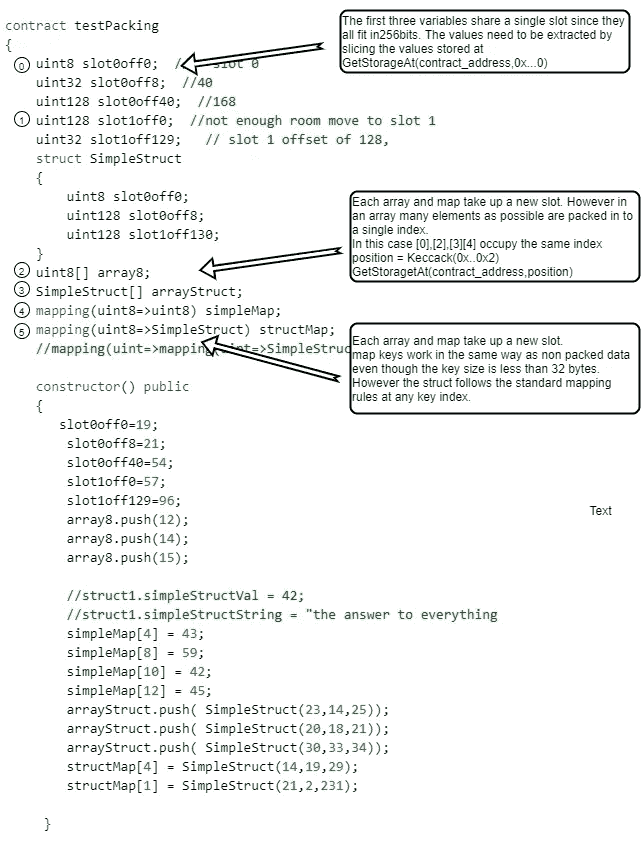 contract testPacking
{
0 uint8 slot0off0; // slot 0
uint32 slot0off8; //40
uint128 slot0off40; //168
1 uint128 slot1off0; //not enough room move to slot 1
uint32 slot1off129; // slot 1 offset of 128,
struct SimpleStruct
{
uint8 slot0off0;
uint128 slot0off8;
uint128 slot1off130;
}
2 uint8[] array8;
3 SimpleStruct[] arrayStruct;
4 mapping(uint8=>uint8) simpleMap;
5 mapping(uint8=>SimpleStruct) structMap;
//mapping(uint=>mapping(uint=>SimpleStruc
constructor() public
{
slot0off0=19;
slot0off8=21;
slot0off40=54;
slot1off0=57;
slot1off129=96;
array8.push(12);
array8.push(14);
array8.push(15);
//struct1.simpleStructVal = 42;
//struct1.simpleStructString = "the answer to everything
simpleMap[4] = 43;
simpleMap[8] = 59;
simpleMap[10] = 42;
simpleMap[12] = 45;
arrayStruct.push( SimpleStruct(23,14,25));
arrayStruct.push( SimpleStruct(20,18,21));
arrayStruct.push( SimpleStruct(30,33,34));
structMap[4] = SimpleStruct(14,19,29);
structMap[1] = SimpleStruct(21,2,231);
}
The first three variables share a single slot since they
all fit in256bits. The values need to be extracted by
slicing the values stored at
GetStorageAt(contract_address,0x...0)
Each array and map take up a new slot. However in
an array many elements as possible are packed in to
a single index.
In this case [0],[2],[3][4] occupy the same index
position = Keccack(0x..0x2)
GetStoragetAt(contract_address,position)
Each array and map take up a new slot.
map keys work in the same way as non packed data
even though the key size is less than 32 bytes.
However the struct follows the standard mapping
rules at any key index.
Text